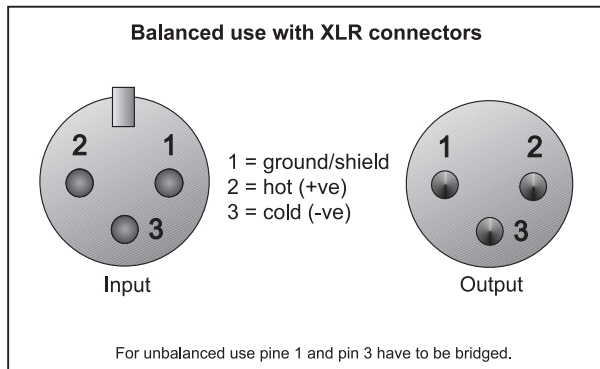 Balanced use with XLR connectors
2 1
3
Input
1 = ground/shield
2 = hot (+ve)
3 = cold (-ve)
1 2
3
Output
For unbalanced use pine 1 and pin 3 have to be bridged.